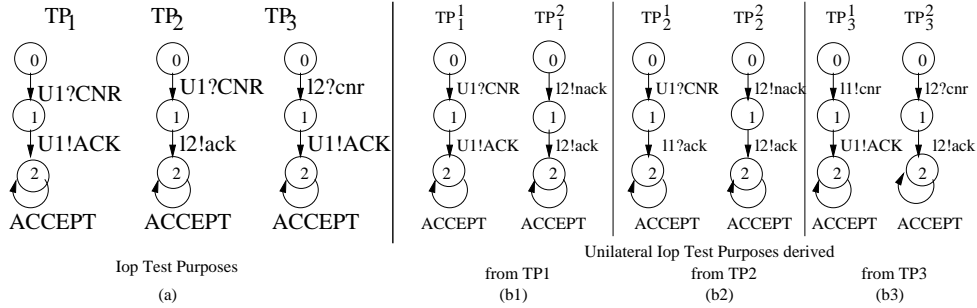 TP1 TP2 TP3 TP1^1 TP1^2 TP2^1 TP2^2 TP3^1 TP3^2
0 0 0 0 0 0 0 0 0
U1?CNR U1?CNR l2?cnr U1?CNR l2!nack U1?CNR l2!nack l1!cnr l2?cnr
1 1 1 1 1 1 1 1 1
U1!ACK l2!ack U1!ACK U1!ACK l2!ack l1?ack l2!ack U1!ACK l2!ack
2 2 2 2 2 2 2 2 2
ACCEPT ACCEPT ACCEPT ACCEPT ACCEPT ACCEPT ACCEPT ACCEPT ACCEPT
Iop Test Purposes
(a)
Unilateral Iop Test Purposes derived
from TP1 from TP2 from TP3
(b1) (b2) (b3)